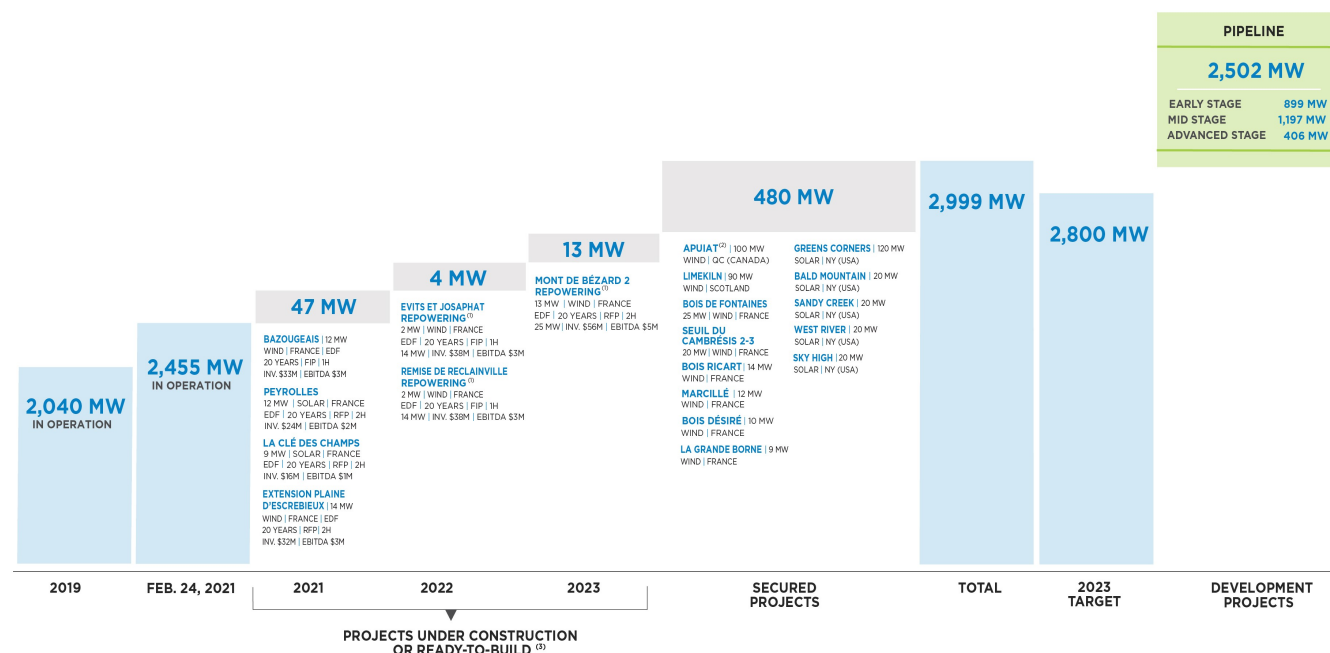 PIPELINE
2,502 MW
EARLY STAGE 899 MW
MID STAGE 1,197 MW
ADVANCED STAGE 406 MW
2,040 MW
IN OPERATION
2,455 MW
IN OPERATION
47 MW
BAZOUGEAIS | 12 MW
WIND | FRANCE | EDF
20 YEARS | FIP | 1H
INV. $33M | EBITDA $3M
PEYROLLES
12 MW | SOLAR | FRANCE
EDF | 20 YEARS | RFP | 2H
INV. $24M | EBITDA $2M
LA CLÉ DES CHAMPS
9 MW | SOLAR | FRANCE
EDF | 20 YEARS | RFP | 2H
INV. $16M | EBITDA $1M
EXTENSION PLAINE
D'ESCREBIEUX | 14 MW
WIND | FRANCE | EDF
20 YEARS | RFP | 2H
INV. $32M | EBITDA $3M
4 MW
EVITS ET JOSAPHAT
REPOWERING (1)
2 MW | WIND | FRANCE
EDF | 20 YEARS | FIP | 1H
14 MW | INV. $38M | EBITDA $3M
REMISE DE RECLAINVILLE
REPOWERING (1)
2 MW | WIND | FRANCE
EDF | 20 YEARS | FIP | 1H
14 MW | INV. $38M | EBITDA $3M
13 MW
MONT DE BÉZARD 2
REPOWERING (1)
13 MW | WIND | FRANCE
EDF | 20 YEARS | RFP | 2H
25 MW | INV. $56M | EBITDA $5M
480 MW
APUIAT (2) | 100 MW
WIND | QC (CANADA)
LIMEKILN | 90 MW
WIND | SCOTLAND
BOIS DE FONTAINES
25 MW | WIND | FRANCE
SEUIL DU
CAMBRÉSIS 2-3
20 MW | WIND | FRANCE
BOIS RICART | 14 MW
WIND | FRANCE
MARCILLÉ | 12 MW
WIND | FRANCE
BOIS DÉSIRÉ | 10 MW
WIND | FRANCE
LA GRANDE BORNE | 9 MW
WIND | FRANCE
GREENS CORNERS | 120 MW
SOLAR | NY (USA)
BALD MOUNTAIN | 20 MW
SOLAR | NY (USA)
SANDY CREEK | 20 MW
SOLAR | NY (USA)
WEST RIVER | 20 MW
SOLAR | NY (USA)
SKY HIGH | 20 MW
SOLAR | NY (USA)
2,999 MW
2,800 MW
2019
FEB. 24, 2021
2021
2022
2023
SECURED
PROJECTS
TOTAL
2023
TARGET
DEVELOPMENT
PROJECTS
PROJECTS UNDER CONSTRUCTION
OR READY-TO-BUILD (3)